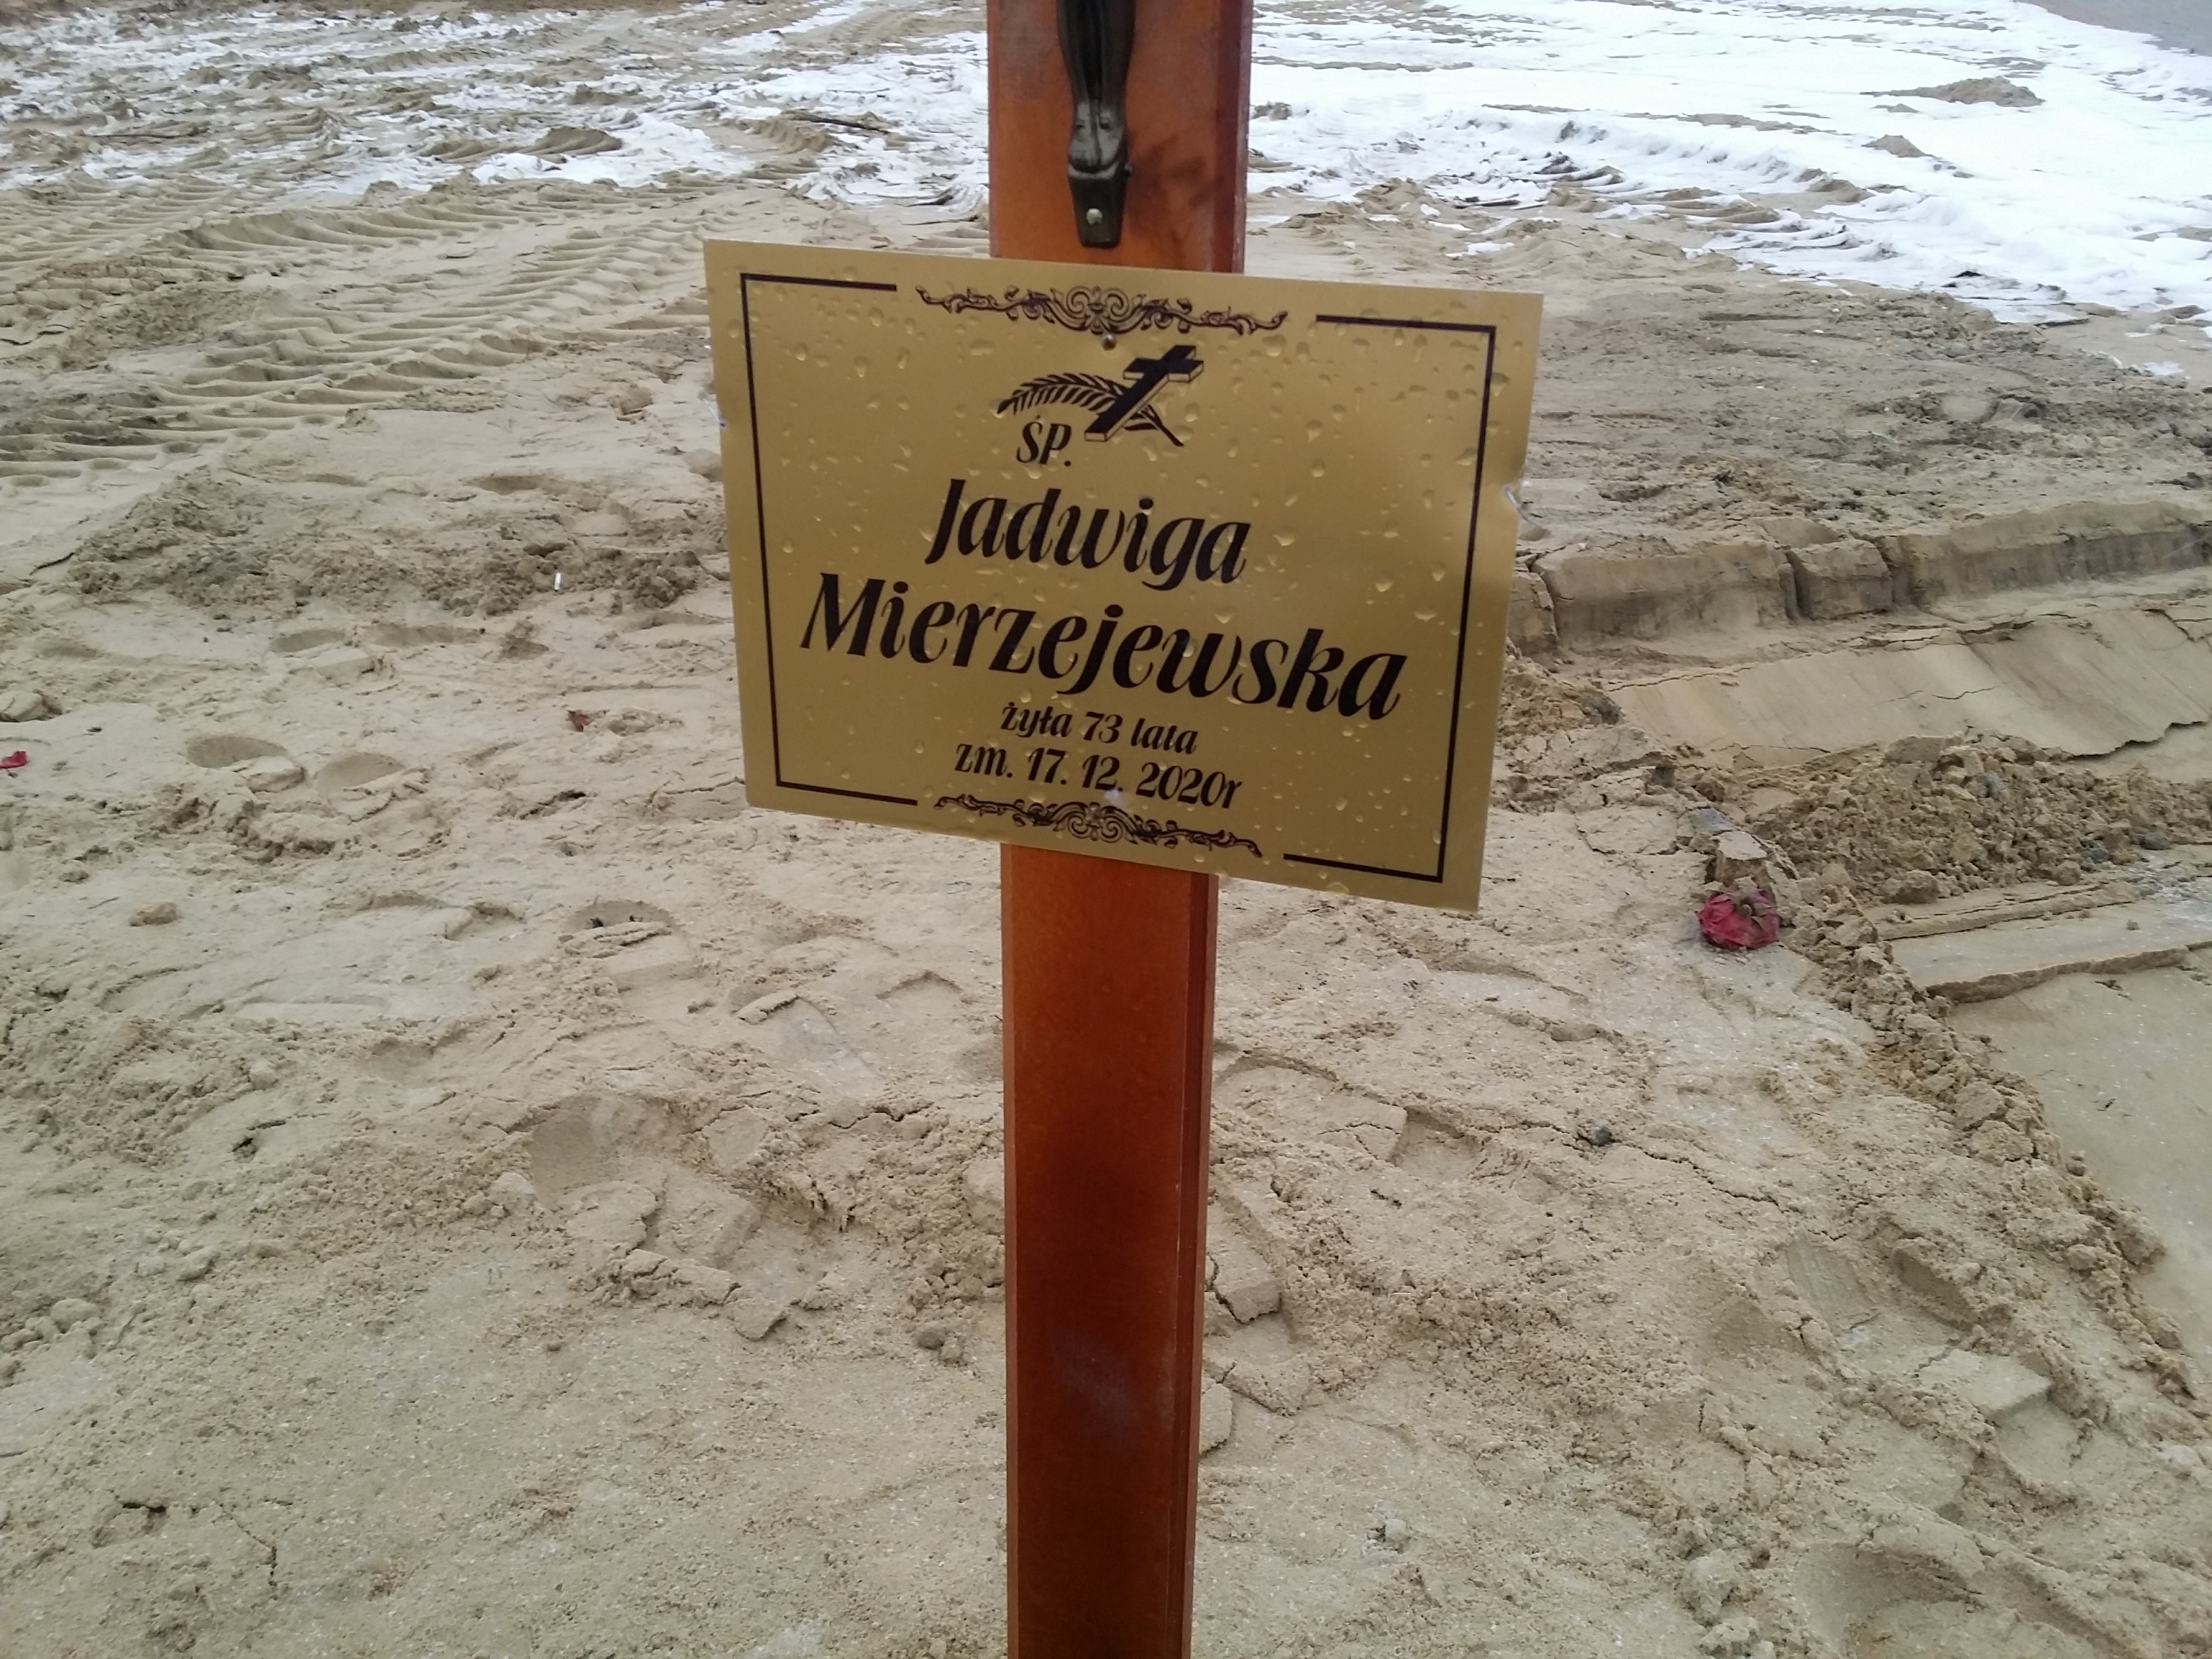 ŚP.
Jadwiga
Mierzejewska
żyła 73 lata
zm. 17. 12. 2020r